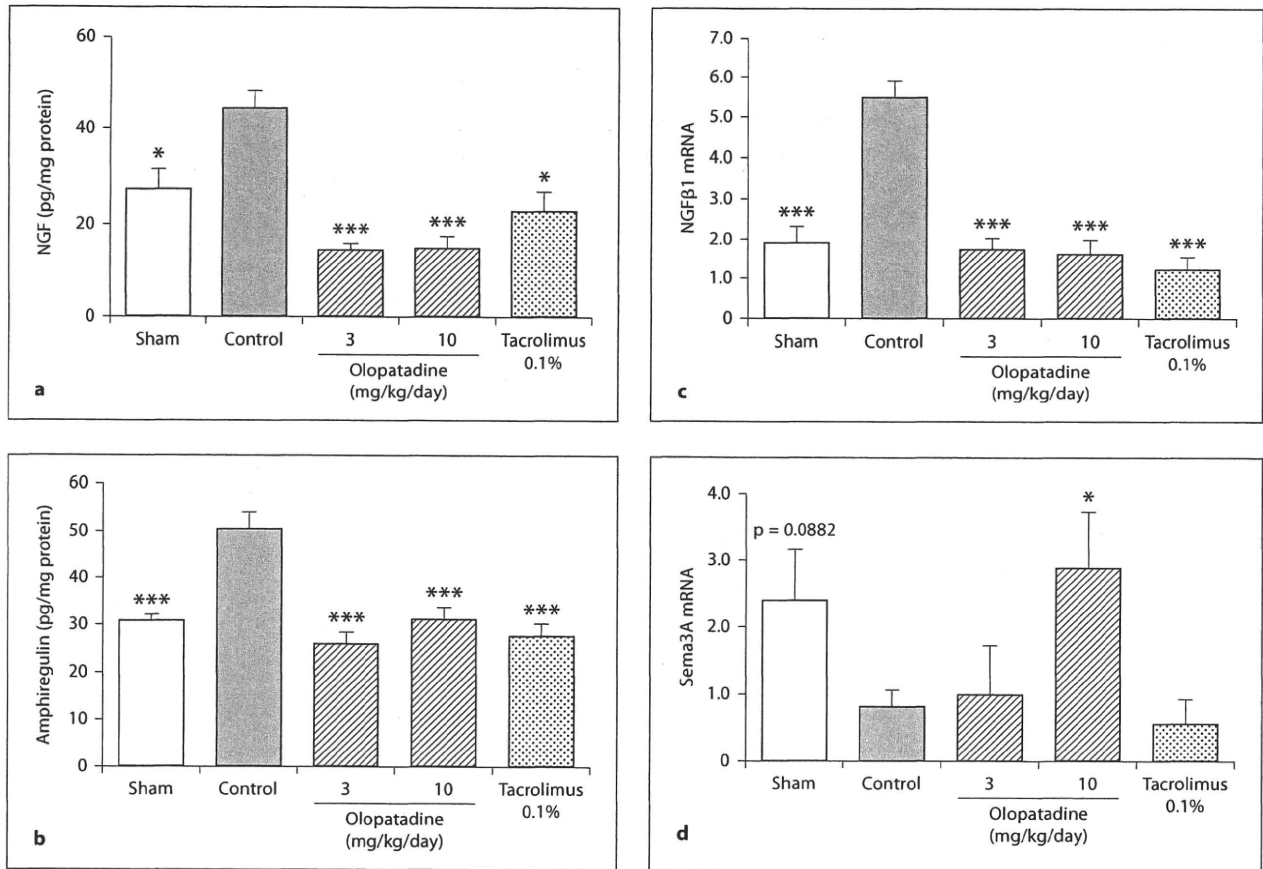 60
40
20
0
NGF (pg/mg protein)
*
***
***
*
Sham
Control
3
10
Tacrolimus
0.1%
Olopatadine
(mg/kg/day)
a
7.0
6.0
5.0
4.0
3.0
2.0
1.0
0
NGFβ1 mRNA
***
***
***
***
Sham
Control
3
10
Tacrolimus
0.1%
Olopatadine
(mg/kg/day)
c
60
50
40
30
20
10
0
Amphiregulin (pg/mg protein)
***
***
***
***
Sham
Control
3
10
Tacrolimus
0.1%
Olopatadine
(mg/kg/day)
b
4.0
3.0
2.0
1.0
0
Sema3A mRNA
p = 0.0882
*
Sham
Control
3
10
Tacrolimus
0.1%
Olopatadine
(mg/kg/day)
d